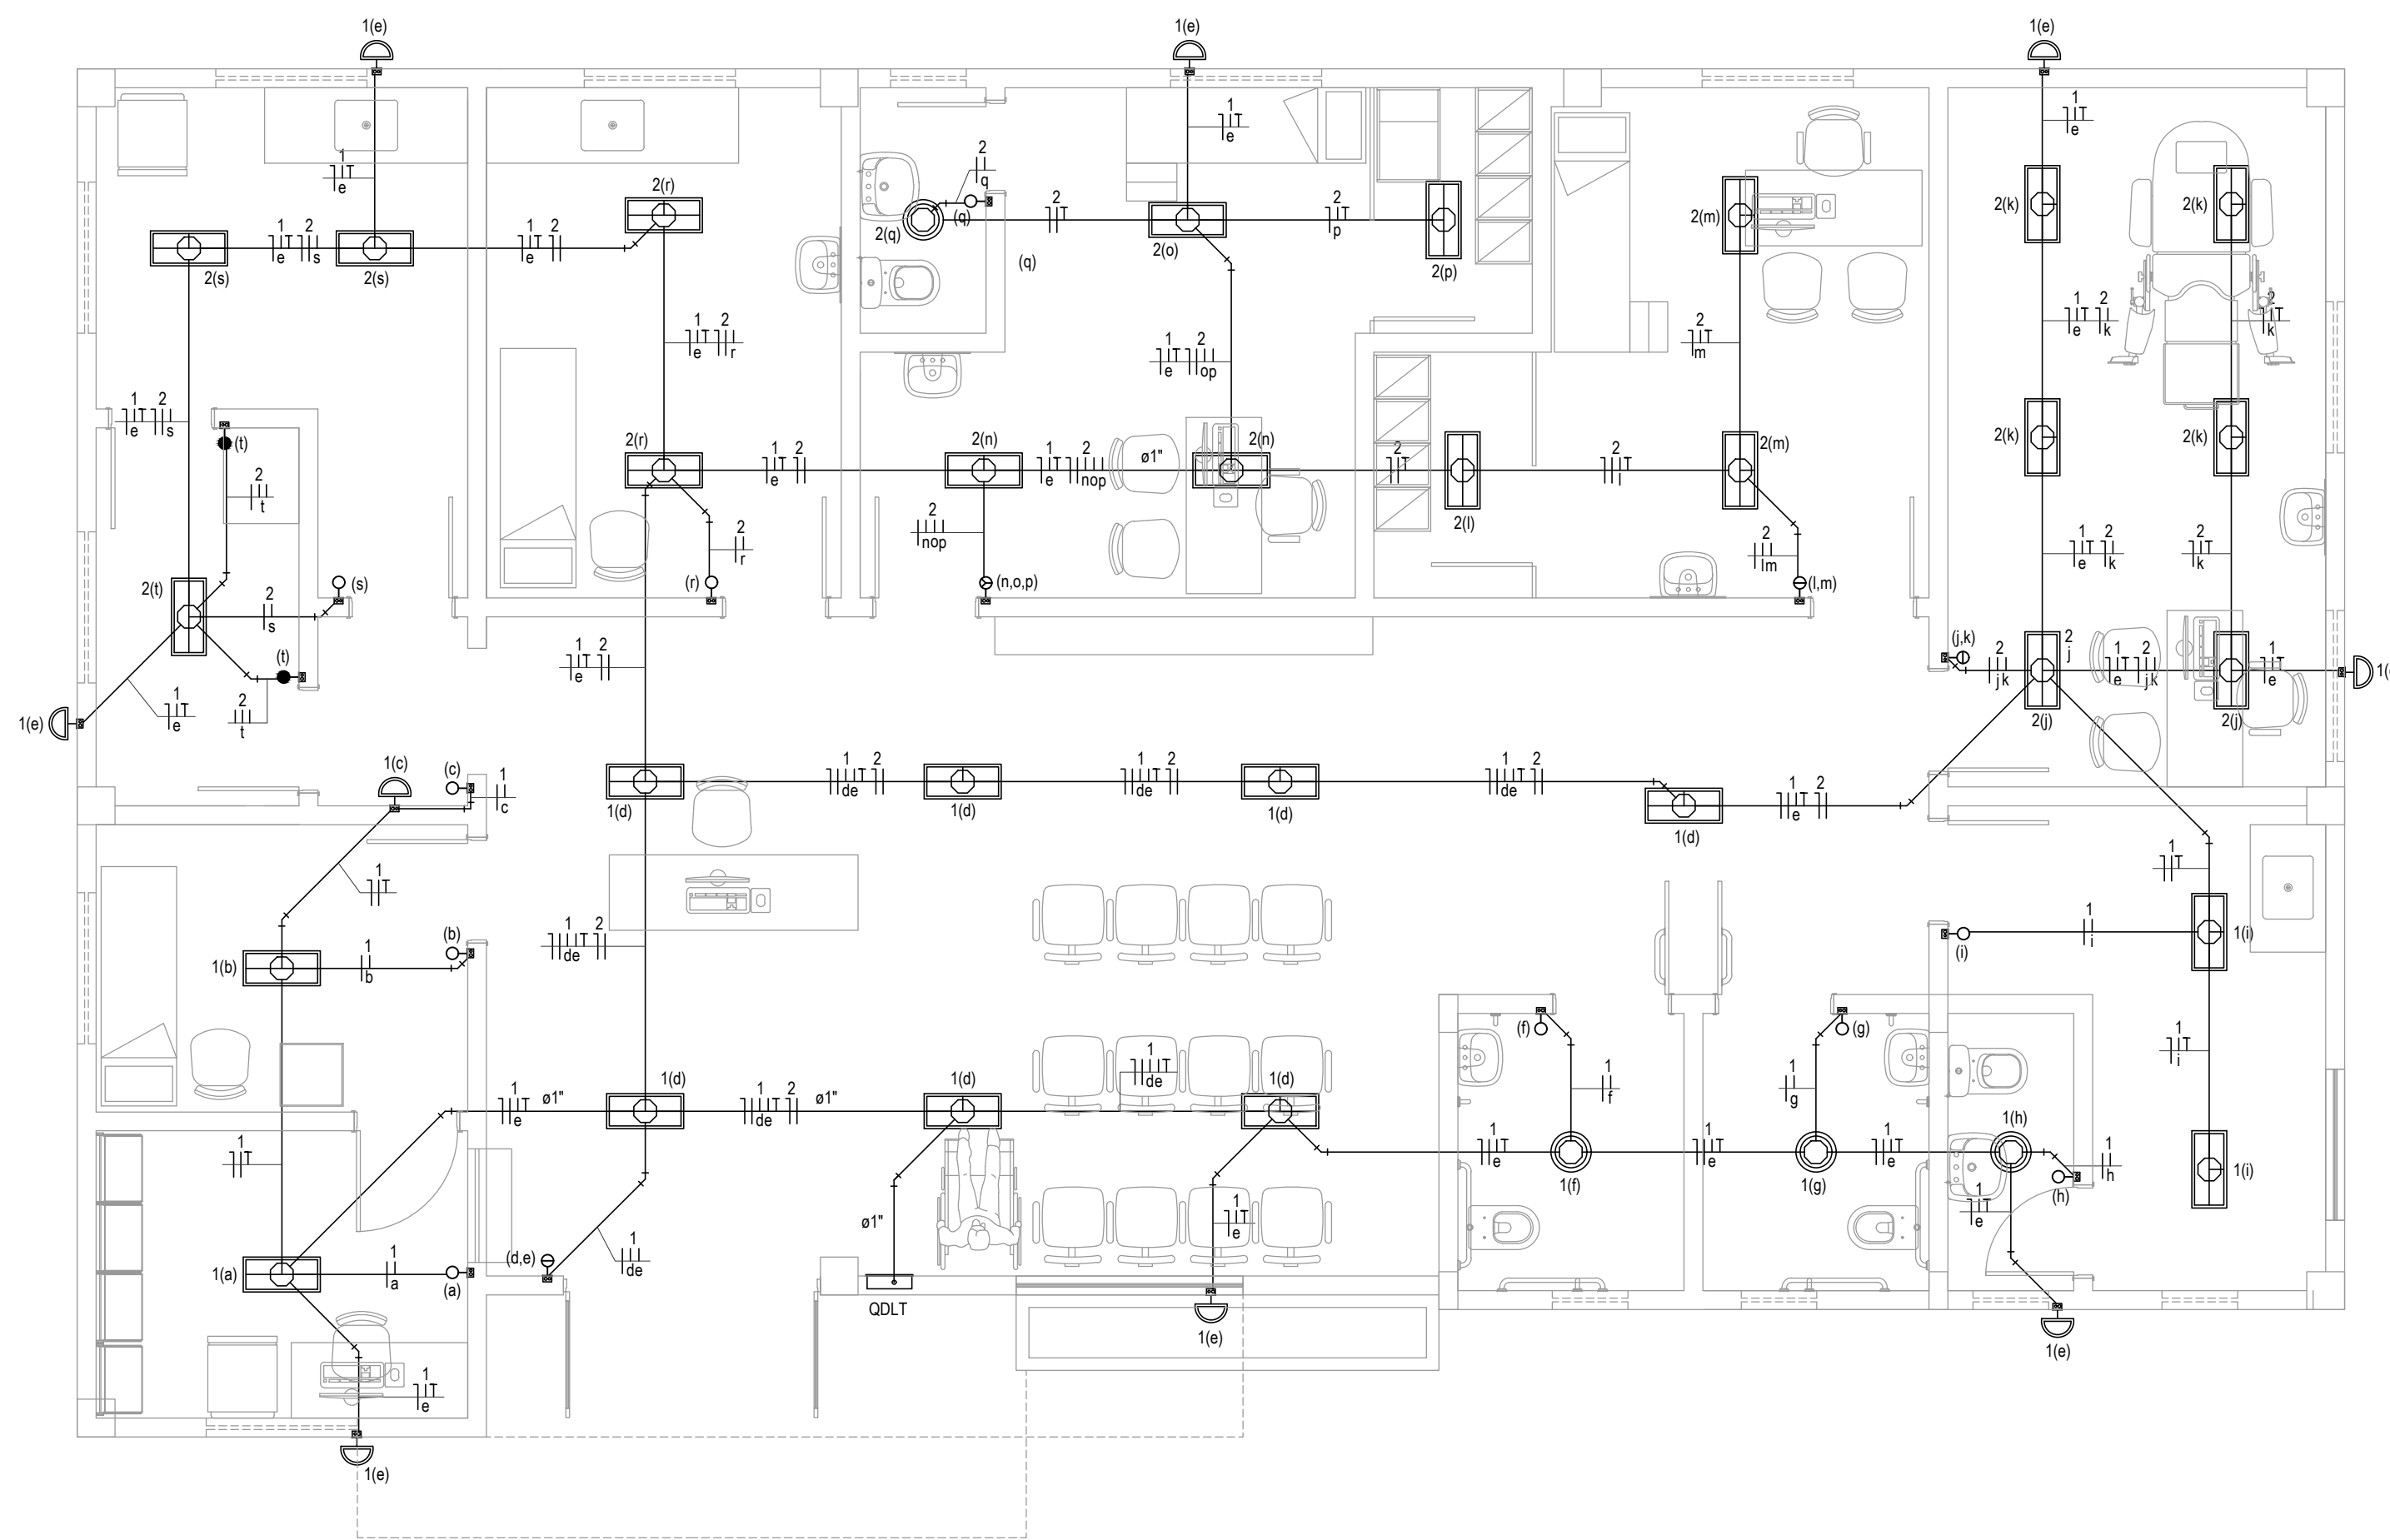 1(e)
1(e)
1(e)
1
e
1
e
2
q
1
e
2(r)
(q)
2
2
p
2(q)
2(o)
2(p)
2(m)
2(k)
2(k)
1
e
2
s
1
e
2
2(s)
2(s)
(q)
1
e
2
r
1
e
2
op
2
m
1
e
2
k
2
k
1
e
2
s
(t)
2(r)
2(n)
2(n)
2(m)
2(k)
2(k)
1
e
2
1
e
2
nop
ø1"
2
2
l
2(l)
2
t
2
r
2
nop
2
lm
1
e
2
k
2
k
2(t)
(s)
(r)
(n,o,p)
(l,m)
2
s
(t)
1
e
2
(j,k)
2
jk
2
j
1
e
2
jk
1
e
1(
1(e)
1
e
2
t
2(j)
2(j)
1(c)
(c)
1
c
1
de
2
1
de
2
1
de
2
1
e
2
1(d)
1(d)
1(d)
1(d)
1
1
(b)
1
de
2
1(b)
1
b
1
i
1(i)
(i)
(f)
(g)
1
i
1
de
1(d)
1(d)
1(d)
1
f
1
g
1
e
ø1"
1
de
2
ø1"
1
1
e
1
e
1
e
1(h)
1
h
1(f)
1(g)
(h)
1(i)
1
e
ø1"
1
e
1(a)
1
a
(a)
(d,e)
1
de
QDLT
1(e)
1(e)
1
e
1(e)